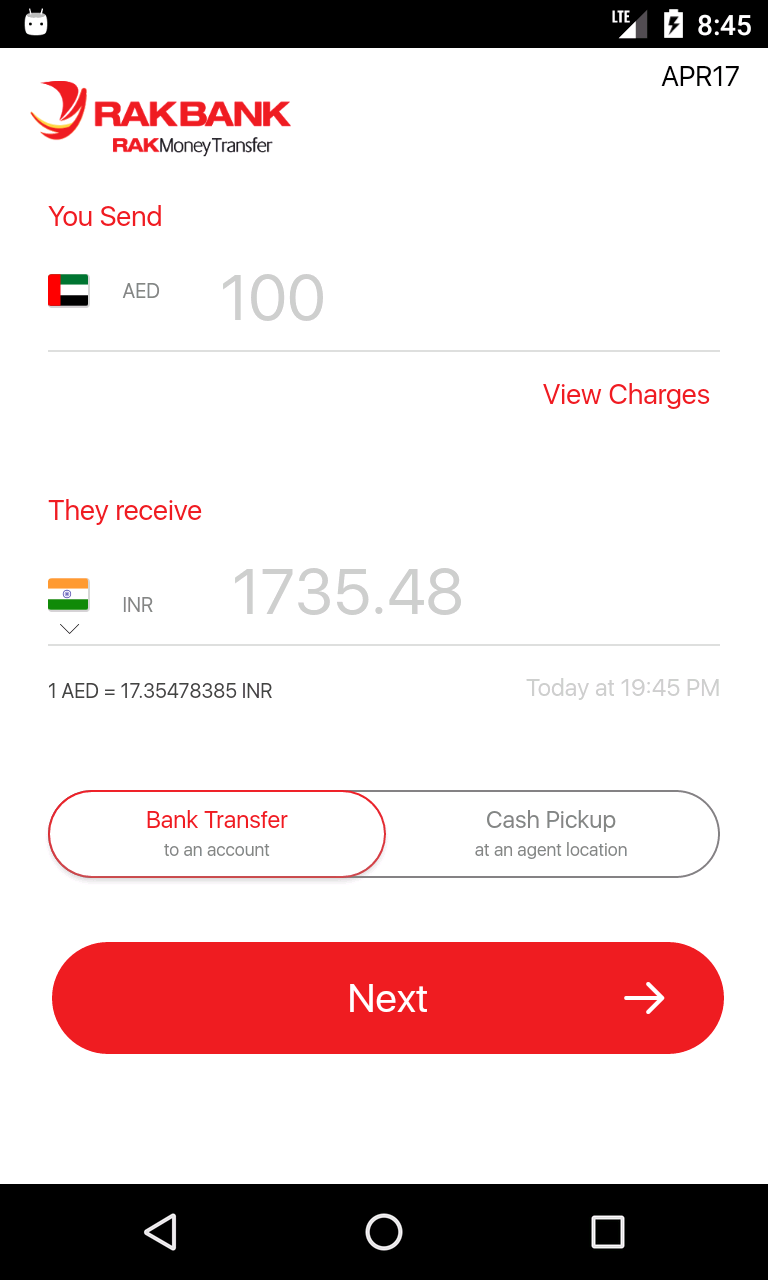 LTE 8:45
APR17
RAKBANK
RAKMoneyTransfer
You Send
AED 100
View Charges
They receive
INR 1735.48
1 AED = 17.35478385 INR Today at 19:45 PM
Bank Transfer Cash Pickup
to an account at an agent location
Next